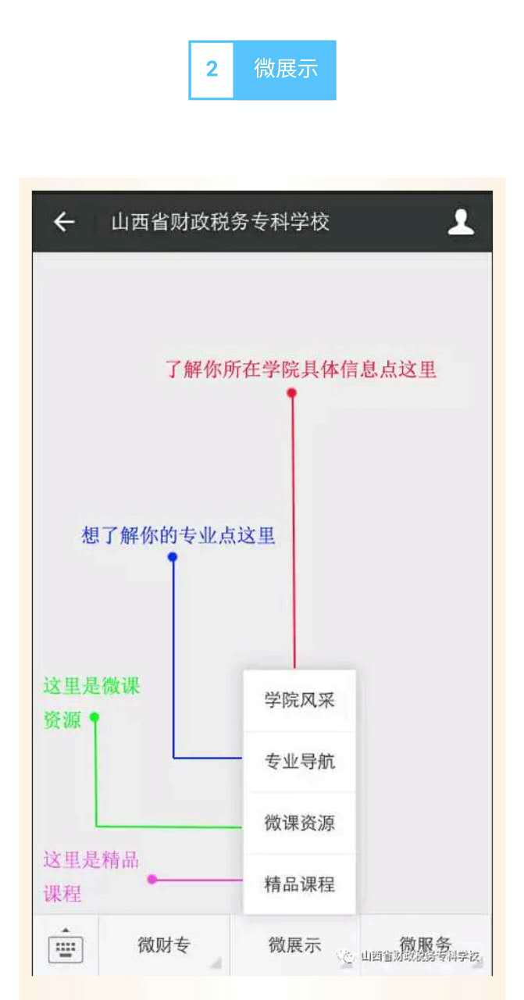 2 微展示
山西省财政税务专科学校
了解你所在学院具体信息点这里
想了解你的专业点这里
这里是微课
资源
学院风采
专业导航
微课资源
精品课程
这里是精品
课程
微财专
微展示
微服务
山西省财政税务专科学校